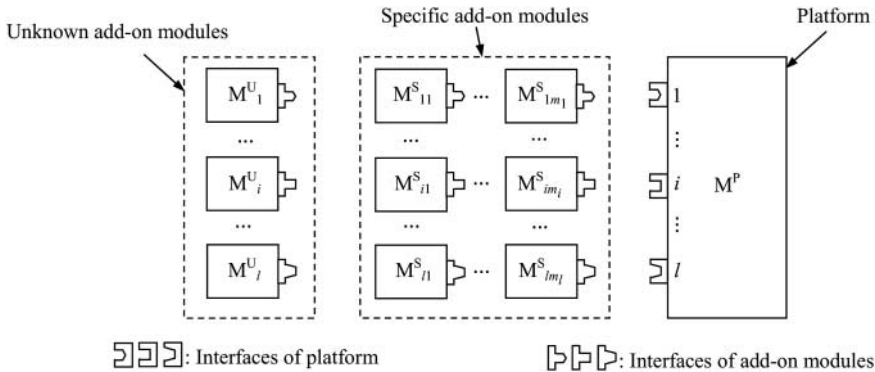 Unknown add-on modules
Specific add-on modules
Platform
M^U_1
M^S_11 ... M^S_1m_1
1
... ... ... ⋮
M^U_i
M^S_i1 ... M^S_im_i
i M^P
... ... ... ⋮
M^U_l
M^S_l1 ... M^S_lm_l
l
: Interfaces of platform
: Interfaces of add-on modules